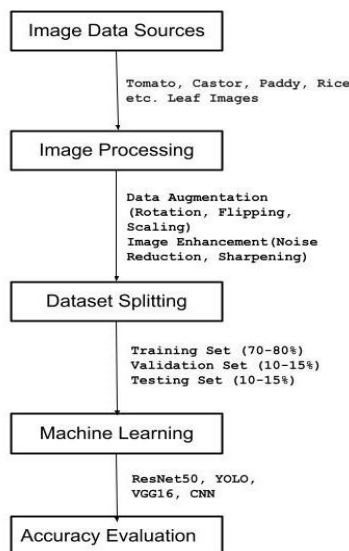 Image Data Sources
Tomato, Castor, Paddy, Rice
etc. Leaf Images
Image Processing
Data Augmentation
(Rotation, Flipping,
Scaling)
Image Enhancement(Noise
Reduction, Sharpening)
Dataset Splitting
Training Set (70-80%)
Validation Set (10-15%)
Testing Set (10-15%)
Machine Learning
ResNet50, YOLO,
VGG16, CNN
Accuracy Evaluation